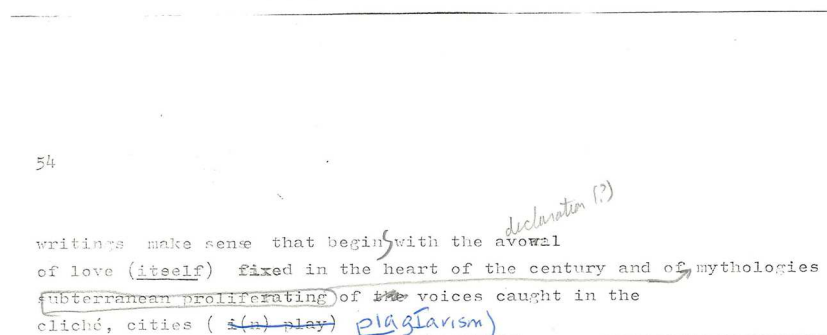 54
declaration (?)
writings make sense that begins with the avowal
of love (itself) fixed in the heart of the century and of mythologies
subterranean proliferating of the voices caught in the
cliché, cities ( i(n) play) plagiarism)